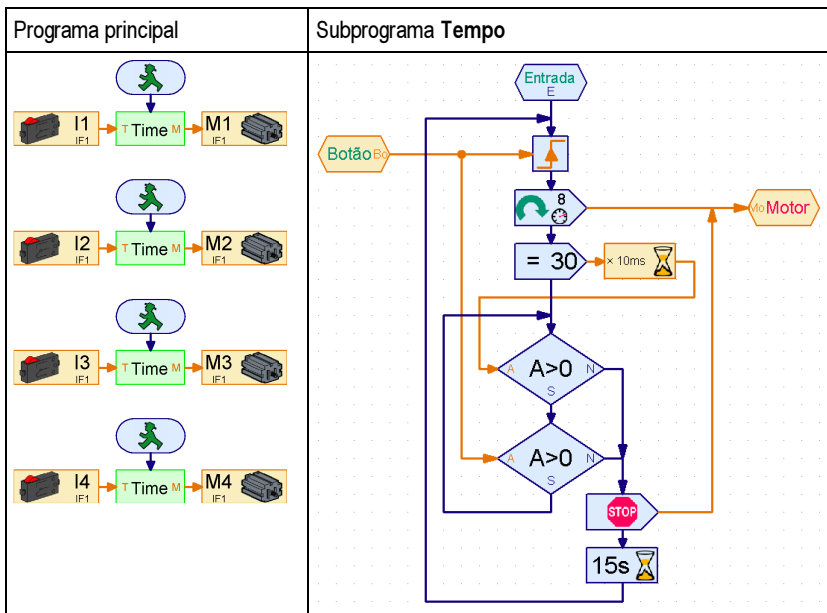 Programa principal
Subprograma Tempo
I1
IF1
T Time M
M1
IF1
I2
IF1
T Time M
M2
IF1
I3
IF1
T Time M
M3
IF1
I4
IF1
T Time M
M4
IF1
Entrada
E
Botão Bo
8
Mo Motor
= 30
× 10ms
A A>0 N
S
A A>0 N
S
STOP
15s